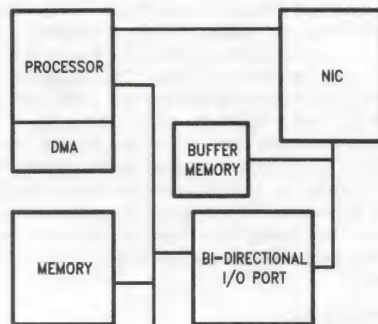 PROCESSOR
NIC
DMA
BUFFER
MEMORY
MEMORY
BI-DIRECTIONAL
I/O PORT